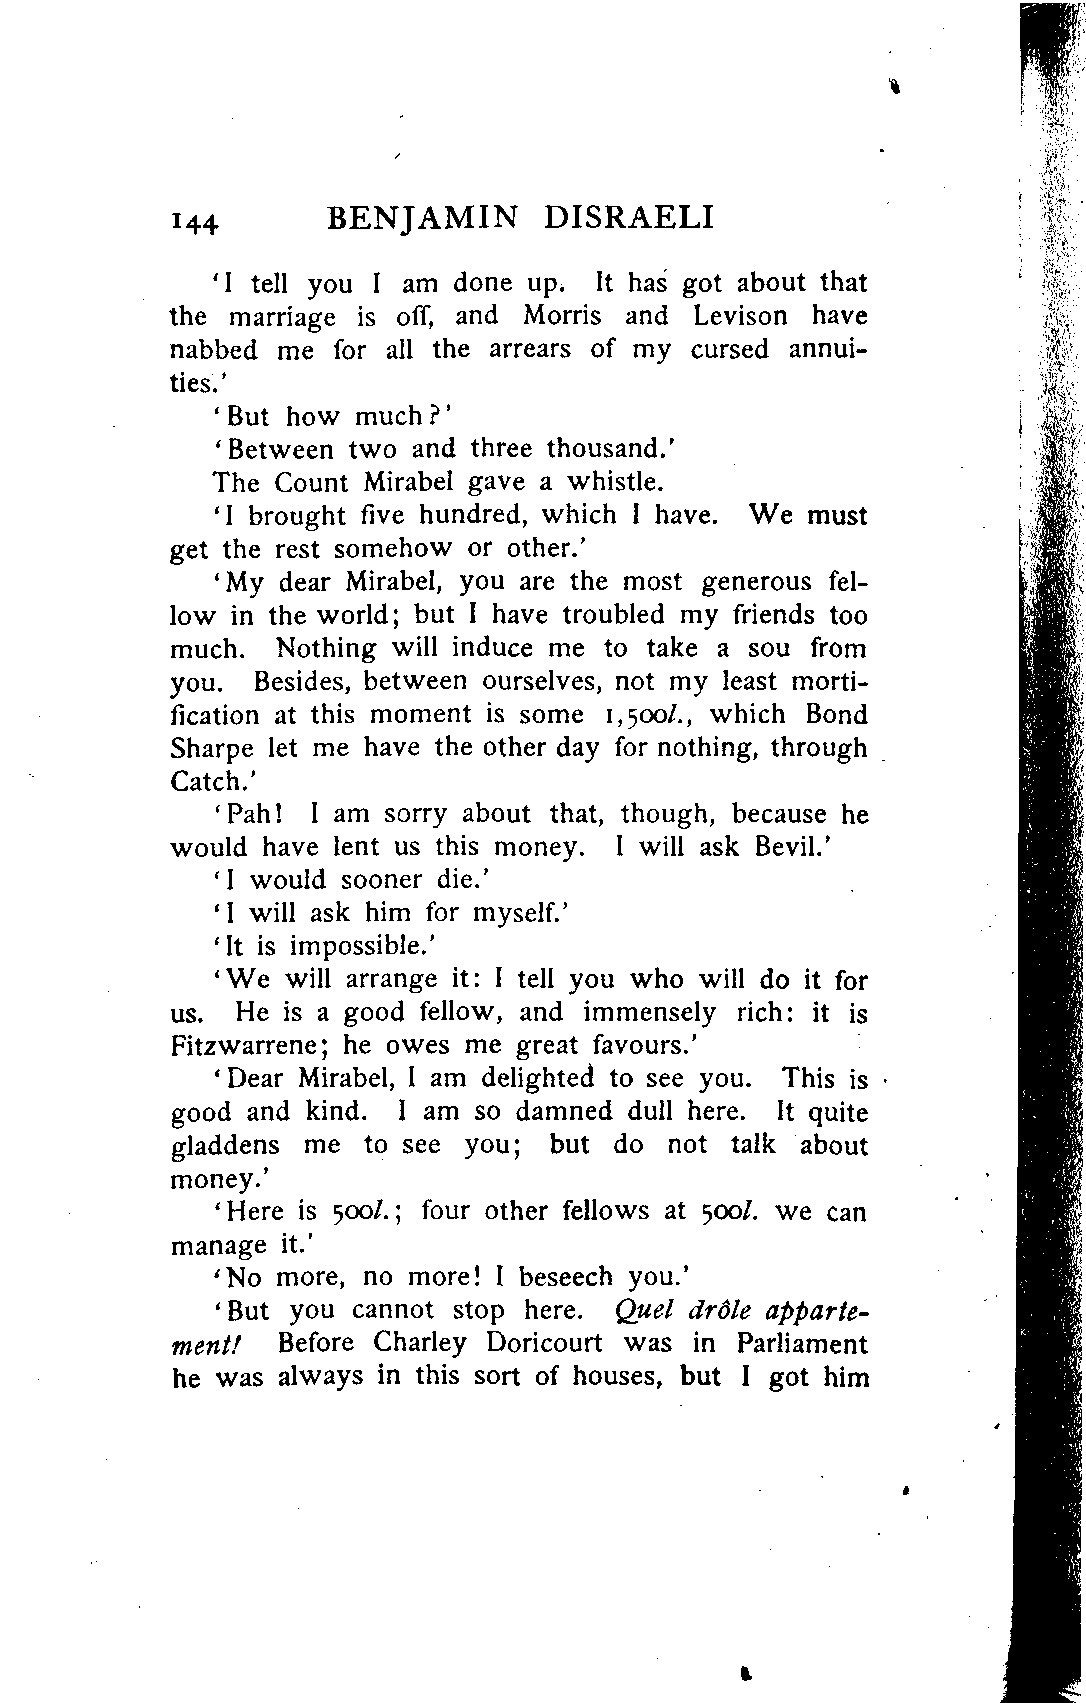 144 BENJAMIN DISRAELI
‘I tell you I am done up. It has got about that
the marriage is off, and Morris and Levison have
nabbed me for all the arrears of my cursed annui-
ties.’
‘But how much?’
‘Between two and three thousand.’
The Count Mirabel gave a whistle.
‘I brought five hundred, which I have. We must
get the rest somehow or other.’
‘My dear Mirabel, you are the most generous fel-
low in the world; but I have troubled my friends too
much. Nothing will induce me to take a sou from
you. Besides, between ourselves, not my least morti-
fication at this moment is some 1,500l., which Bond
Sharpe let me have the other day for nothing, through
Catch.’
‘Pah! I am sorry about that, though, because he
would have lent us this money. I will ask Bevil.’
‘I would sooner die.’
‘I will ask him for myself.’
‘It is impossible.’
‘We will arrange it: I tell you who will do it for
us. He is a good fellow, and immensely rich: it is
Fitzwarrene; he owes me great favours.’
‘Dear Mirabel, I am delighted to see you. This is
good and kind. I am so damned dull here. It quite
gladdens me to see you; but do not talk about
money.’
‘Here is 500l.; four other fellows at 500l. we can
manage it.’
‘No more, no more! I beseech you.’
‘But you cannot stop here. Quel drôle apparte-
ment! Before Charley Doricourt was in Parliament
he was always in this sort of houses, but I got him